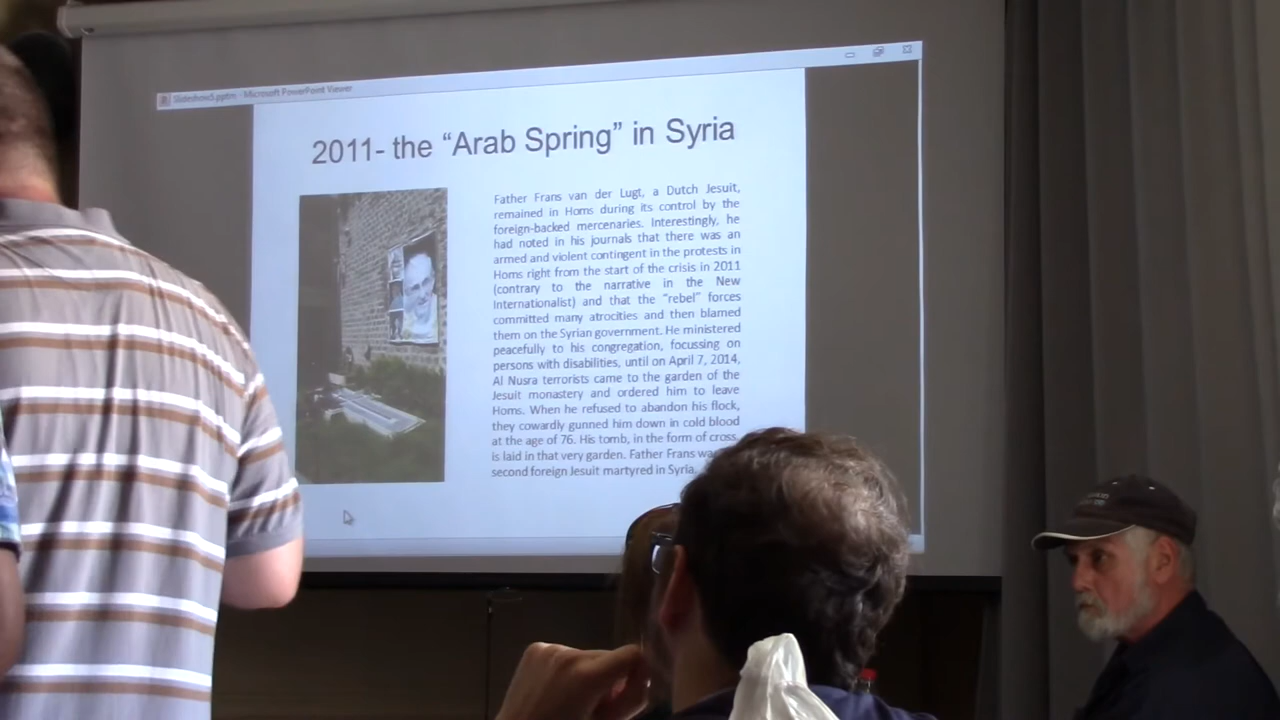 Slideshow5.pptm - Microsoft PowerPoint Viewer
2011- the “Arab Spring” in Syria
Father Frans van der Lugt, a Dutch Jesuit,
remained in Homs during its control by the
foreign-backed mercenaries. Interestingly, he
had noted in his journals that there was an
armed and violent contingent in the protests in
Homs right from the start of the crisis in 2011
(contrary to the narrative in the New
Internationalist) and that the “rebel” forces
committed many atrocities and then blamed
them on the Syrian government. He ministered
peacefully to his congregation, focussing on
persons with disabilities, until on April 7, 2014,
Al Nusra terrorists came to the garden of the
Jesuit monastery and ordered him to leave
Homs. When he refused to abandon his flock,
they cowardly gunned him down in cold blood
at the age of 76. His tomb, in the form of cross,
is laid in that very garden. Father Frans
second foreign Jesuit martyred in Syria.